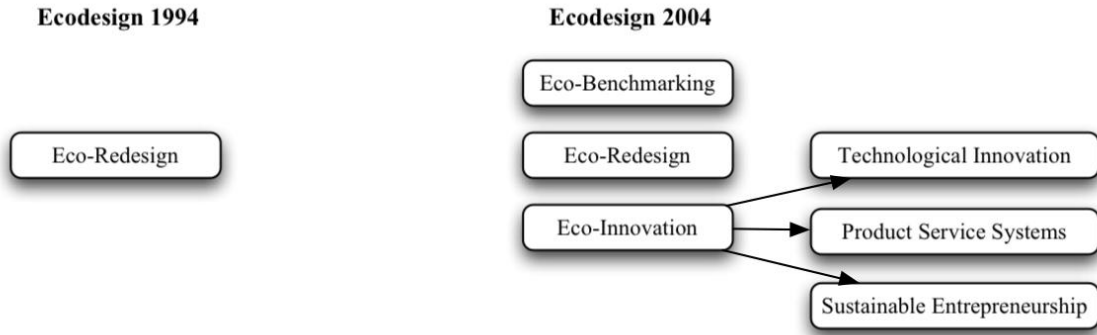 Ecodesign 1994
Ecodesign 2004
Eco-Benchmarking
Eco-Redesign
Eco-Redesign
Technological Innovation
Eco-Innovation
Product Service Systems
Sustainable Entrepreneurship